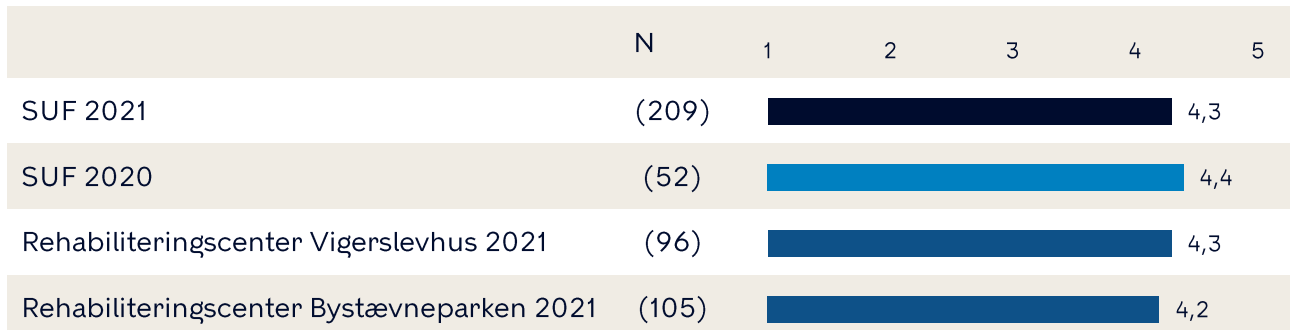 N 1 2 3 4 5
SUF 2021 (209) 4,3
SUF 2020 (52) 4,4
Rehabiliteringscenter Vigerslevhus 2021 (96) 4,3
Rehabiliteringscenter Bystævneparken 2021 (105) 4,2